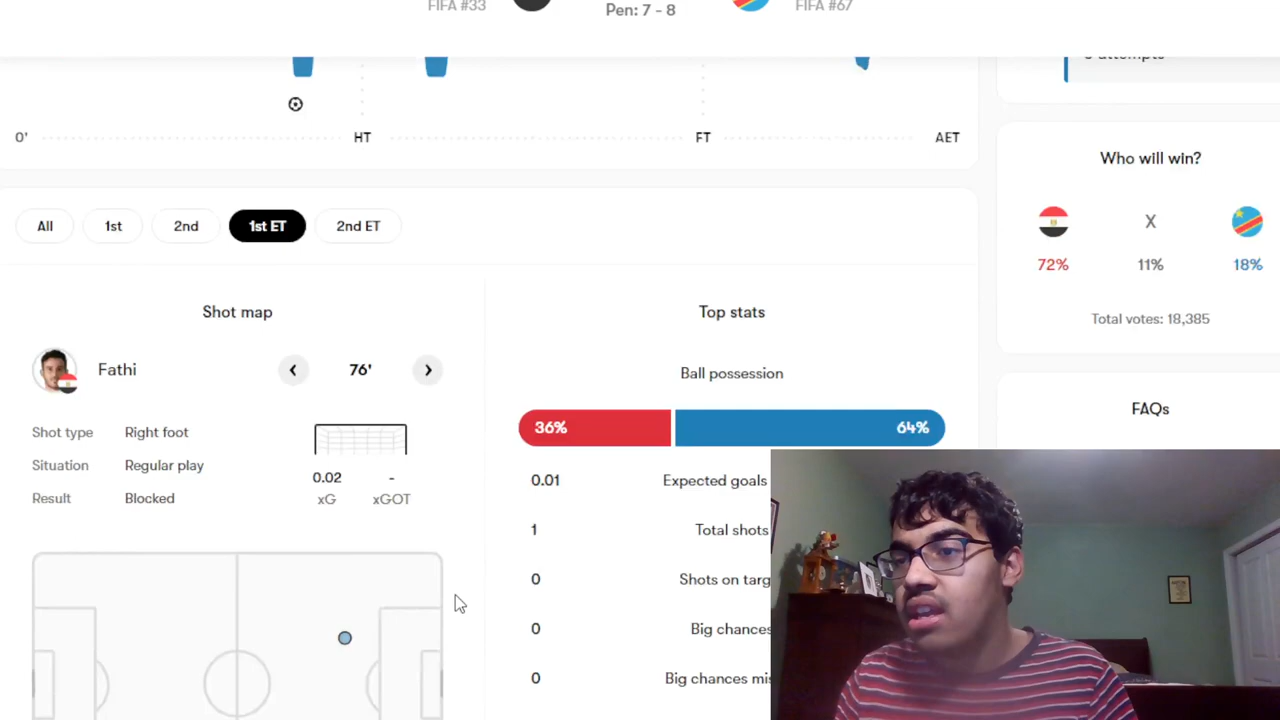 FIFA #33
Pen: 7 - 8
FIFA #67
0'
HT
FT
AET
Who will win?
X
72%
11%
18%
Total votes: 18,385
All
1st
2nd
1st ET
2nd ET
Shot map
Top stats
Fathi
76'
Ball possession
FAQs
36%
64%
Shot type
Right foot
Situation
Regular play
Result
Blocked
0.02
-
xG
xGOT
0.01
Expected goals
1
Total shots
0
Shots on targ
0
Big chances
0
Big chances mis